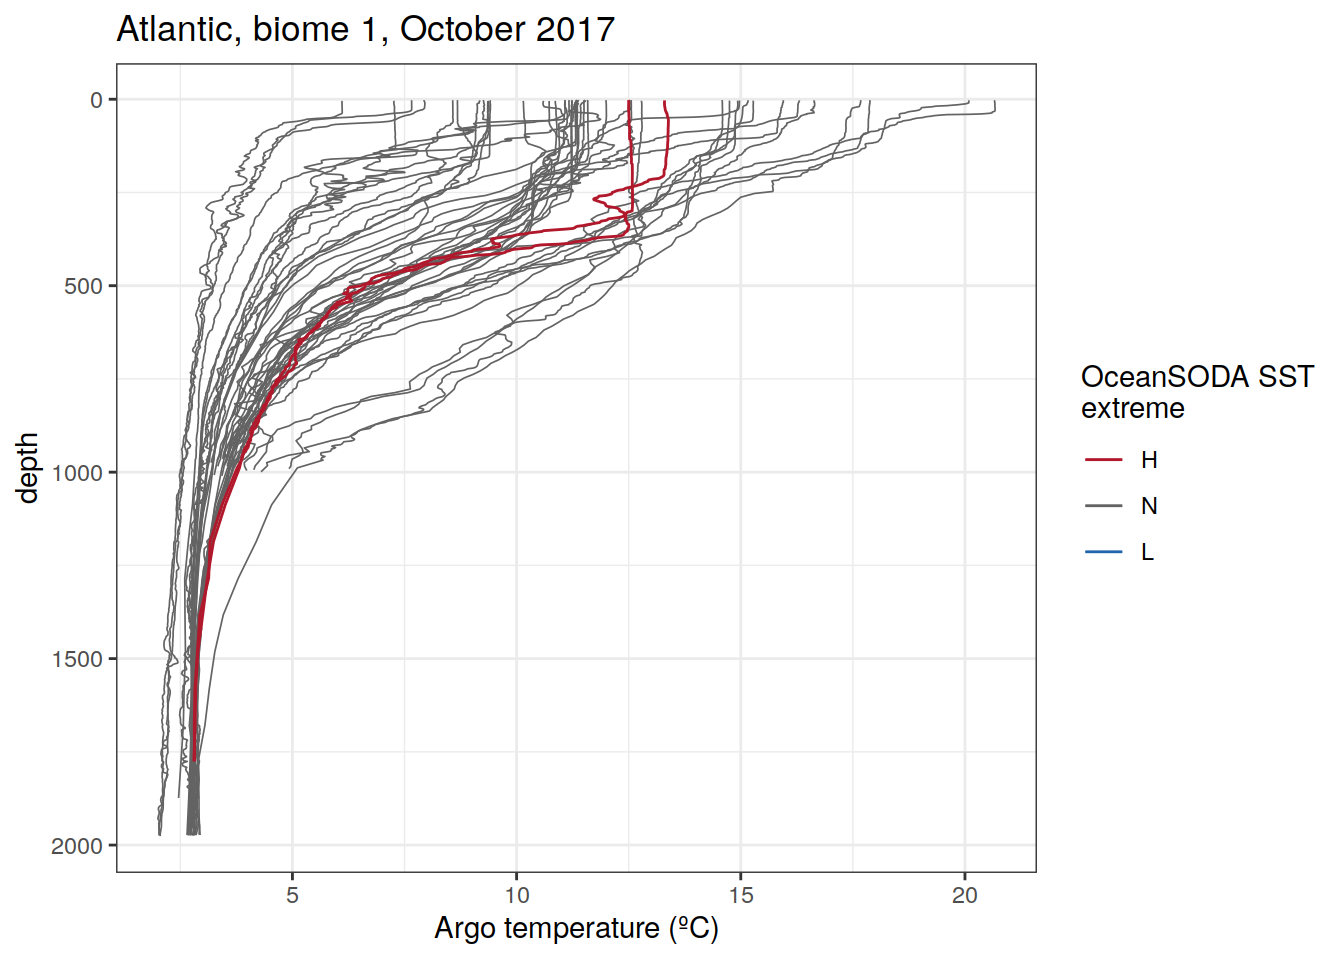 Atlantic, biome 1, October 2017
0
500
1000
1500
2000
depth
5
10
15
20
Argo temperature (ºC)
OceanSODA SST
extreme
H
N
L